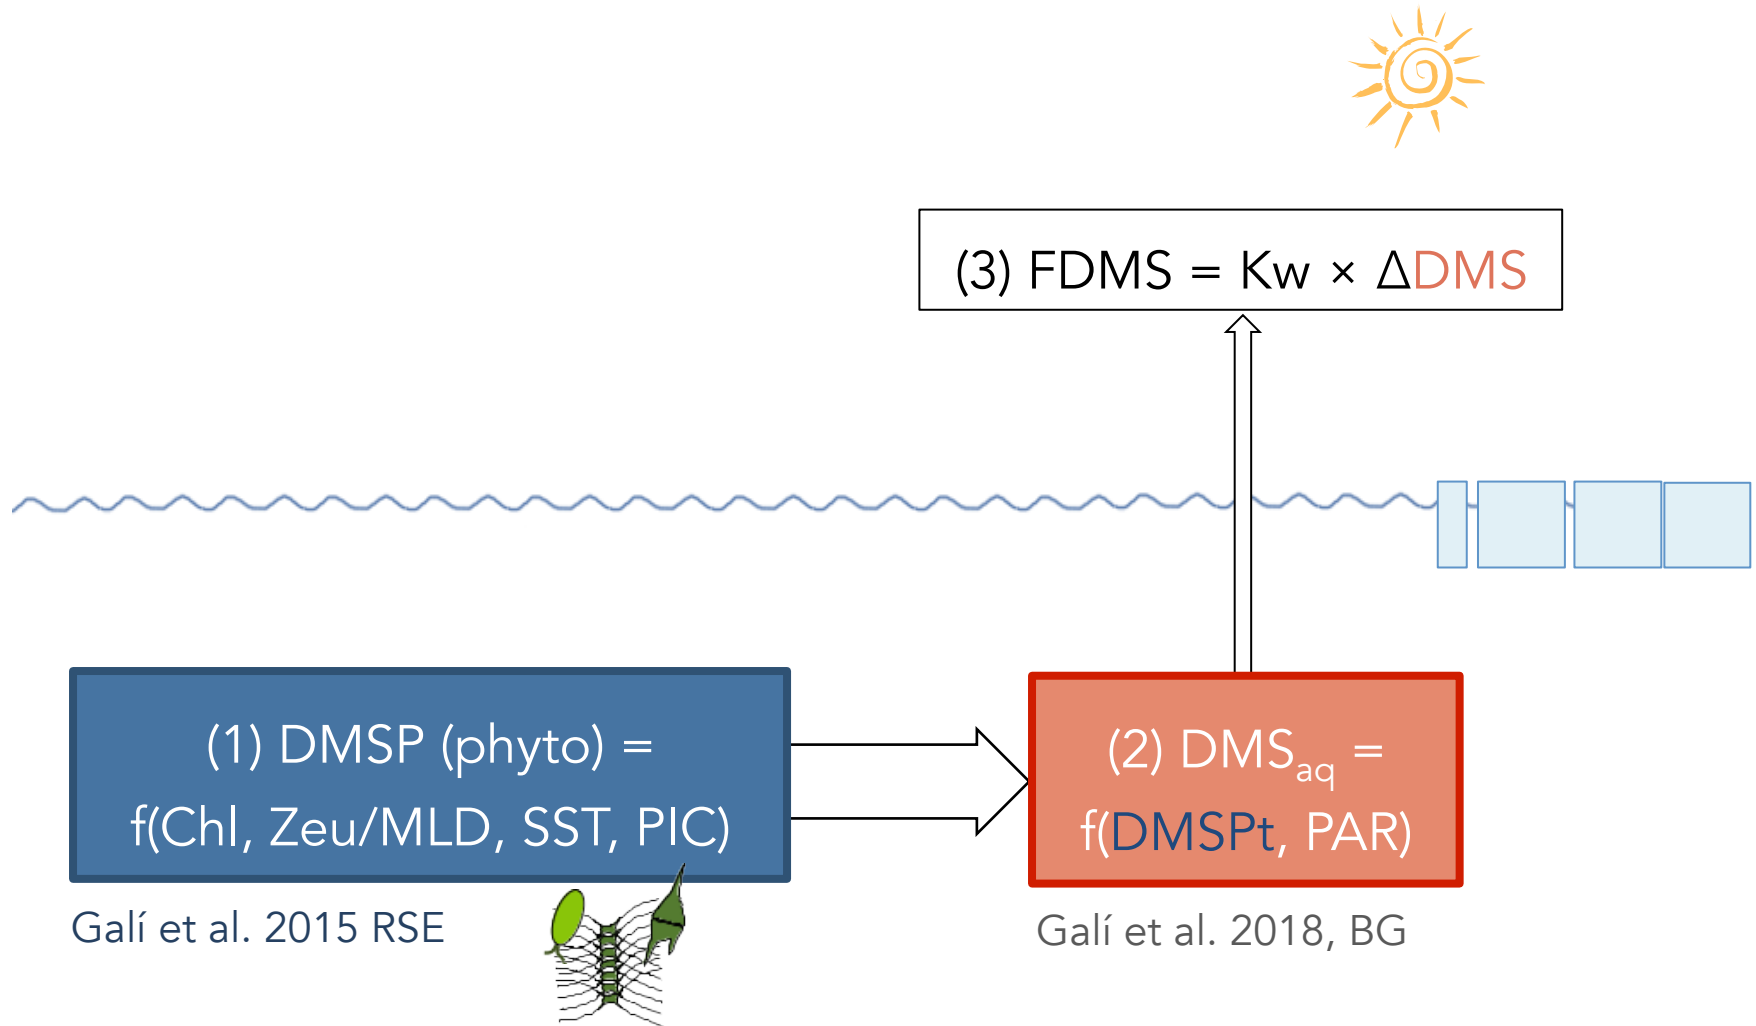 (3) FDMS = Kw × ΔDMS
(1) DMSP (phyto) =
f(Chl, Zeu/MLD, SST, PIC)
(2) DMSaq =
f(DMSPt, PAR)
Galí et al. 2015 RSE
Galí et al. 2018, BG